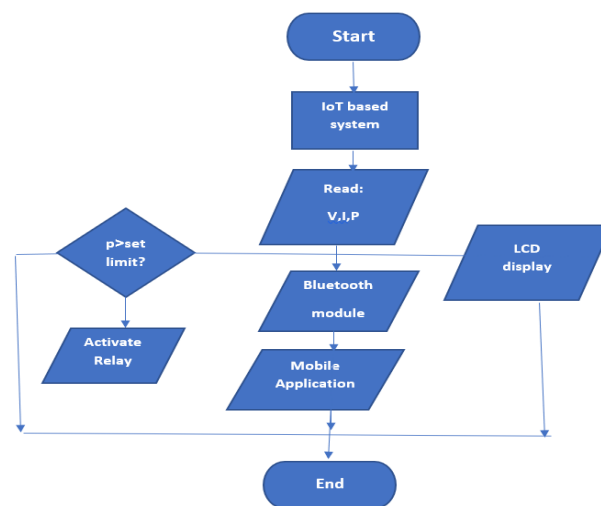 Start
IoT based
system
Read:
V,I,P
p>set
limit?
LCD
display
Bluetooth
module
Activate
Relay
Mobile
Application
End